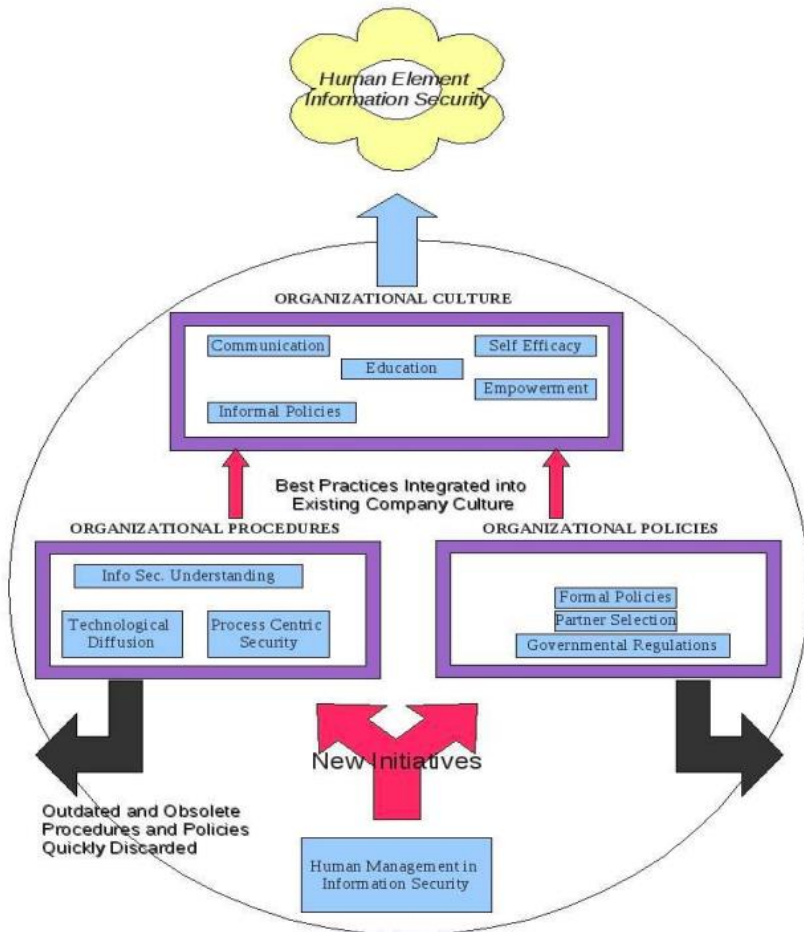 Human Element
Information Security
ORGANIZATIONAL CULTURE
Communication
Self Efficacy
Education
Empowerment
Informal Policies
Best Practices Integrated into
Existing Company Culture
ORGANIZATIONAL PROCEDURES
Info Sec. Understanding
Technological
Diffusion
Process Centric
Security
ORGANIZATIONAL POLICIES
Formal Policies
Partner Selection
Governmental Regulations
New Initiatives
Outdated and Obsolete
Procedures and Policies
Quickly Discarded
Human Management in
Information Security